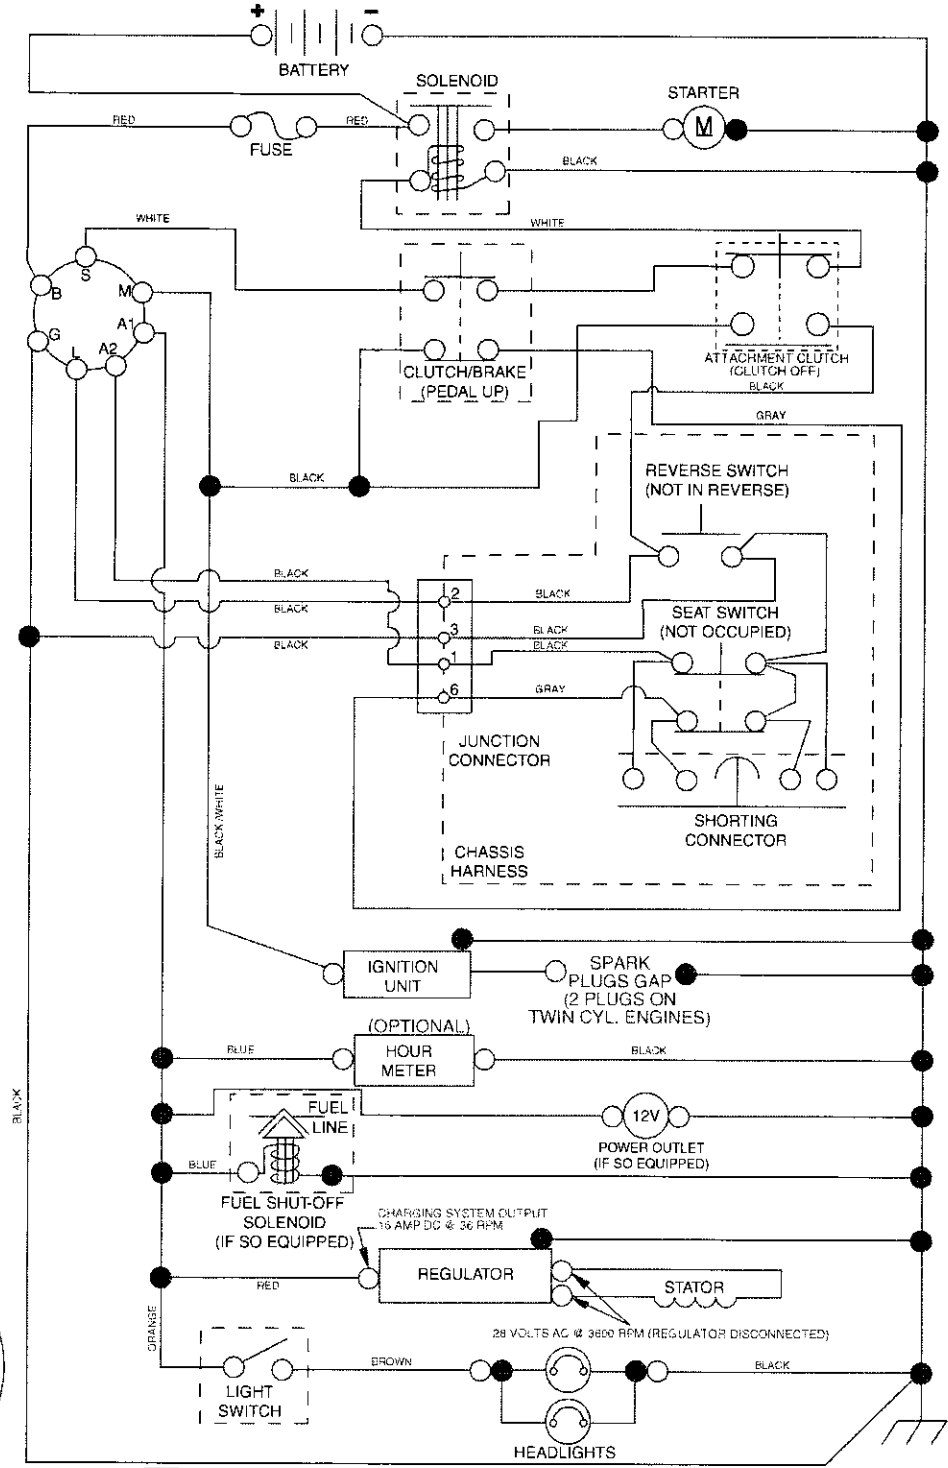 + -
BATTERY
SOLENOID
STARTER
RED
RED
M
FUSE
BLACK
WHITE
WHITE
S
B
M
A1
G
L
A2
CLUTCH/BRAKE
(PEDAL UP)
ATTACHMENT CLUTCH
(CLUTCH OFF)
BLACK
GRAY
REVERSE SWITCH
(NOT IN REVERSE)
BLACK
BLACK
2
BLACK
BLACK
SEAT SWITCH
(NOT OCCUPIED)
3
BLACK
BLACK
BLACK
1
6
GRAY
JUNCTION
CONNECTOR
BLACK/WHITE
SHORTING
CONNECTOR
CHASSIS
HARNESS
IGNITION
UNIT
SPARK
PLUGS GAP
(2 PLUGS ON
TWIN CYL. ENGINES)
(OPTIONAL)
HOUR
METER
BLUE
BLACK
BLACK
FUEL
LINE
12V
POWER OUTLET
(IF SO EQUIPPED)
BLUE
FUEL SHUT-OFF
SOLENOID
(IF SO EQUIPPED)
CHARGING SYSTEM OUTPUT
16 AMP DC @ 36 RPM
REGULATOR
RED
STATOR
ORANGE
28 VOLTS AC @ 3600 RPM (REGULATOR DISCONNECTED)
BROWN
BLACK
LIGHT
SWITCH
HEADLIGHTS